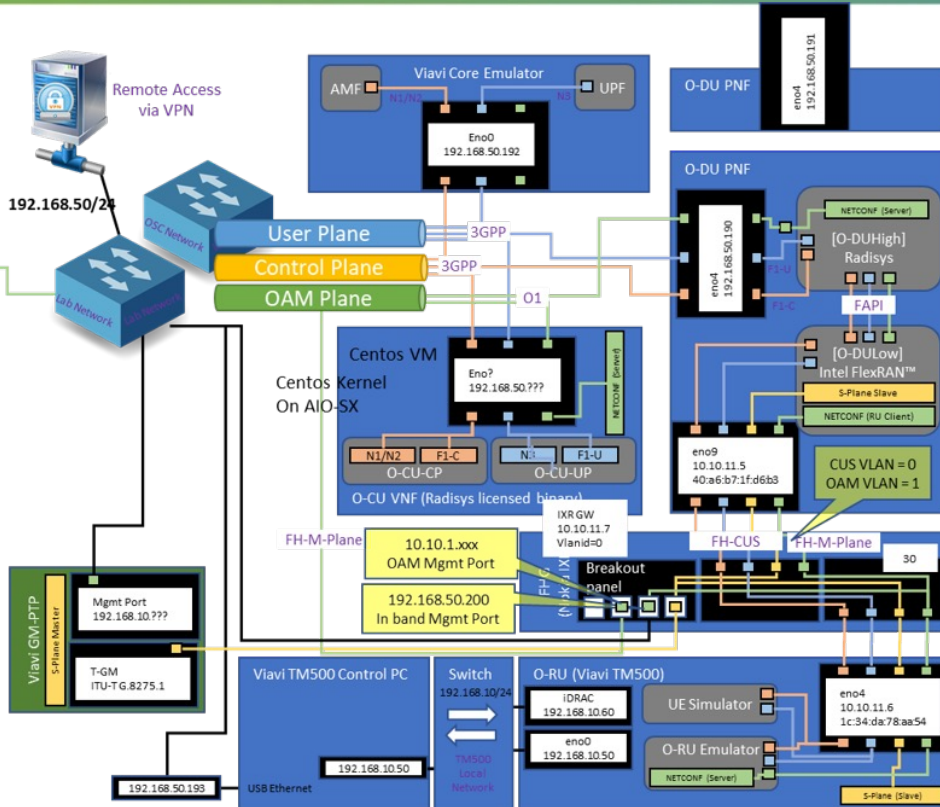 Remote Access
via VPN
VPN
192.168.50/24
OSC Network
Lab Network
Lab Network
User Plane
Control Plane
OAM Plane
3GPP
3GPP
O1
Viavi Core Emulator
AMF
N1/N2
N3
UPF
Eno0
192.168.50.192
O-DU PNF
eno4
192.168.50.191
O-DU PNF
eno4
192.168.50.190
NETCONF (Server)
[O-DUHigh]
Radisys
F1-U
F1-C
FAPI
[O-DULow]
Intel FlexRAN™
S-Plane Slave
NETCONF (RU Client)
eno9
10.10.11.5
40:a6:b7:1f:d6:b3
CUS VLAN = 0
OAM VLAN = 1
Centos VM
Centos Kernel
On AIO-SX
Eno?
192.168.50.???
NETCONF (Server)
N1/N2
F1-C
O-CU-CP
N3
F1-U
O-CU-UP
O-CU VNF (Radisys licensed binary)
IXR GW
10.10.11.7
Vlanid=0
FH-M-Plane
10.10.1.xxx
OAM Mgmt Port
192.168.50.200
In band Mgmt Port
Breakout
panel
FH-CUS
FH-M-Plane
30
Viavi GM-PTP
S-Plane Master
Mgmt Port
192.168.10.???
T-GM
ITU-T G.8275.1
Viavi TM500 Control PC
192.168.10.50
192.168.50.193
USB Ethernet
Switch
192.168.10/24
TM500
Local
Network
O-RU (Viavi TM500)
iDRAC
192.168.10.60
eno0
192.168.10.50
UE Simulator
O-RU Emulator
NETCONF (Server)
eno4
10.10.11.6
1c:34:da:78:aa:54
S-Plane (Slave)